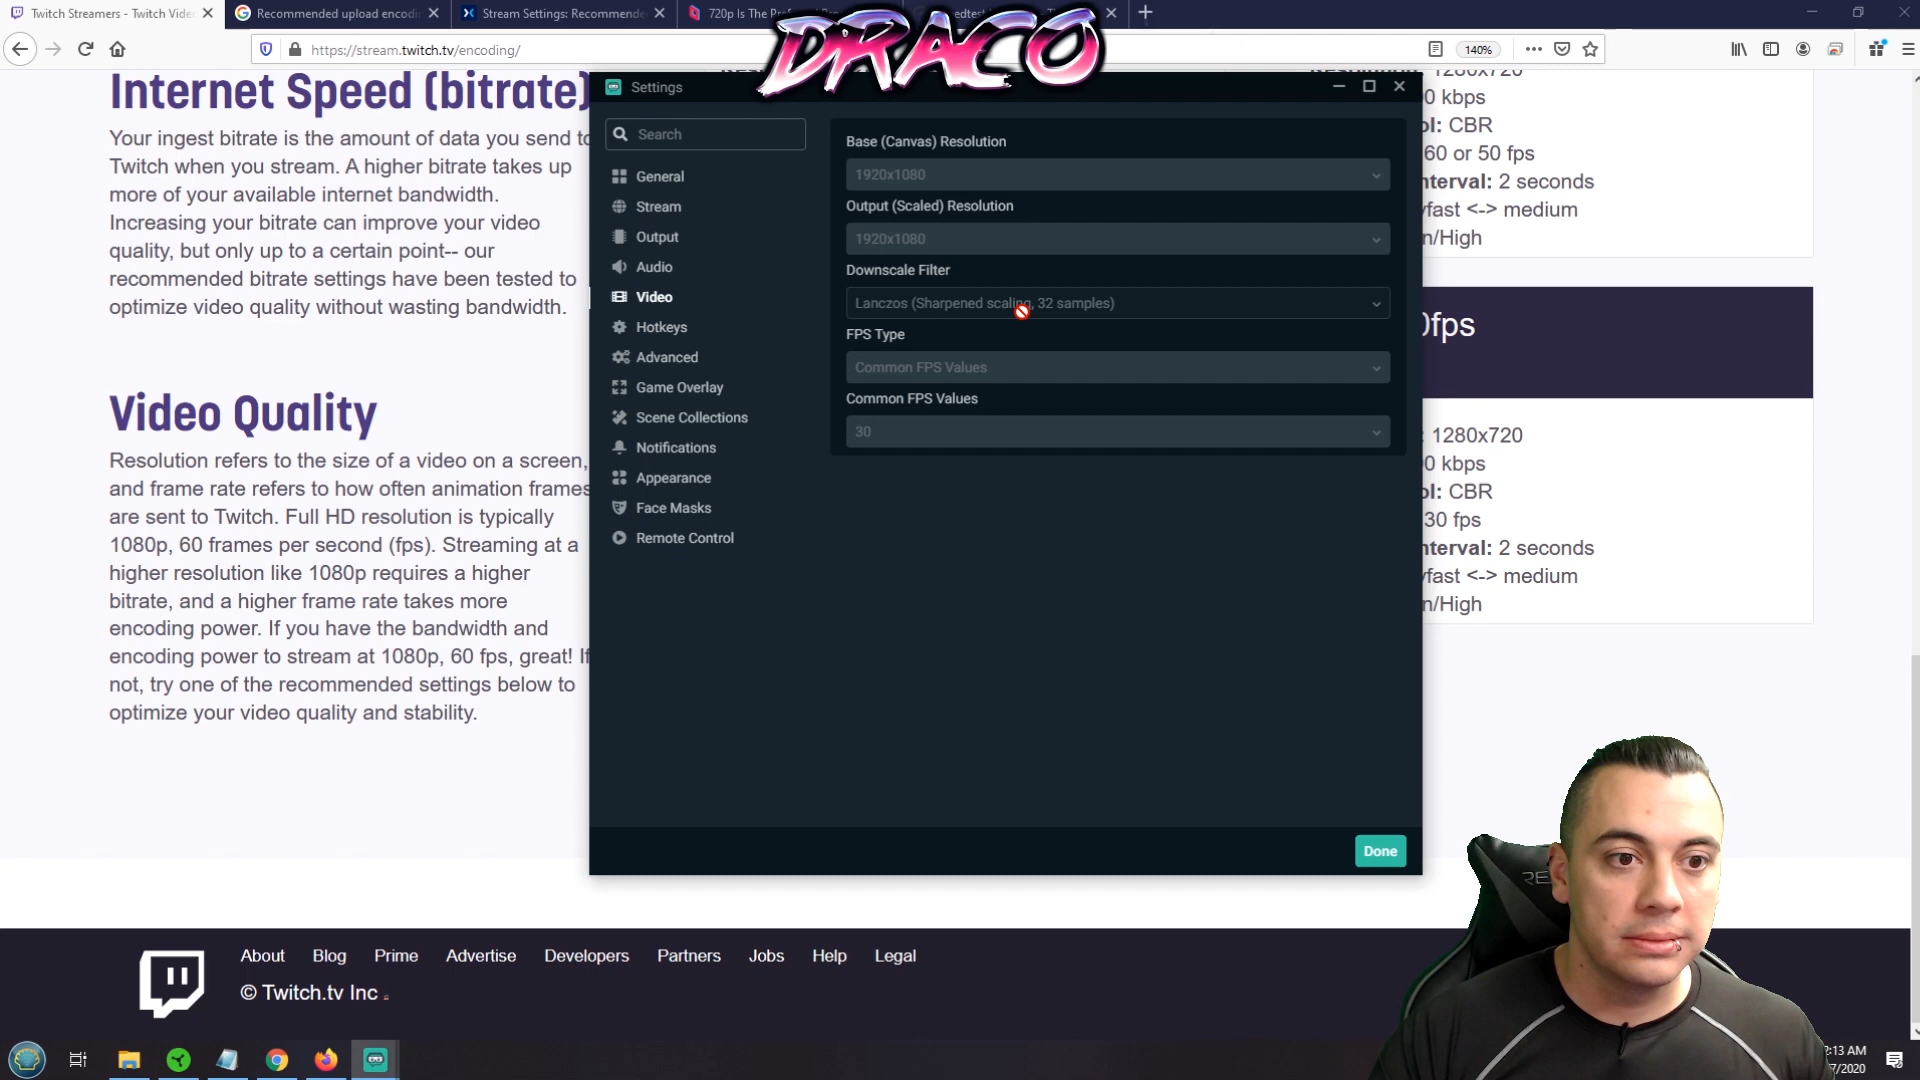 Twitch Streamers - Twitch Video
Recommended upload encodi
Stream Settings: Recommende
720p Is The
https://stream.twitch.tv/encoding/
140%
DRACO
Internet Speed (bitrate)
Your ingest bitrate is the amount of data you send to
Twitch when you stream. A higher bitrate takes up
more of your available internet bandwidth.
Increasing your bitrate can improve your video
quality, but only up to a certain point-- our
recommended bitrate settings have been tested to
optimize video quality without wasting bandwidth.
Video Quality
Resolution refers to the size of a video on a screen,
and frame rate refers to how often animation frames
are sent to Twitch. Full HD resolution is typically
1080p, 60 frames per second (fps). Streaming at a
higher resolution like 1080p requires a higher
bitrate, and a higher frame rate takes more
encoding power. If you have the bandwidth and
encoding power to stream at 1080p, 60 fps, great! If
not, try one of the recommended settings below to
optimize your video quality and stability.
Settings
Search
General
Stream
Output
Audio
Video
Hotkeys
Advanced
Game Overlay
Scene Collections
Notifications
Appearance
Face Masks
Remote Control
Base (Canvas) Resolution
1920x1080
Output (Scaled) Resolution
1920x1080
Downscale Filter
Lanczos (Sharpened scaling, 32 samples)
FPS Type
Common FPS Values
Common FPS Values
30
Done
1280x720
0 kbps
ol: CBR
60 or 50 fps
nterval: 2 seconds
yfast <-> medium
n/High
0fps
: 1280x720
0 kbps
ol: CBR
30 fps
nterval: 2 seconds
yfast <-> medium
n/High
About Blog Prime Advertise Developers Partners Jobs Help Legal
© Twitch.tv Inc
2:13 AM
7/2020